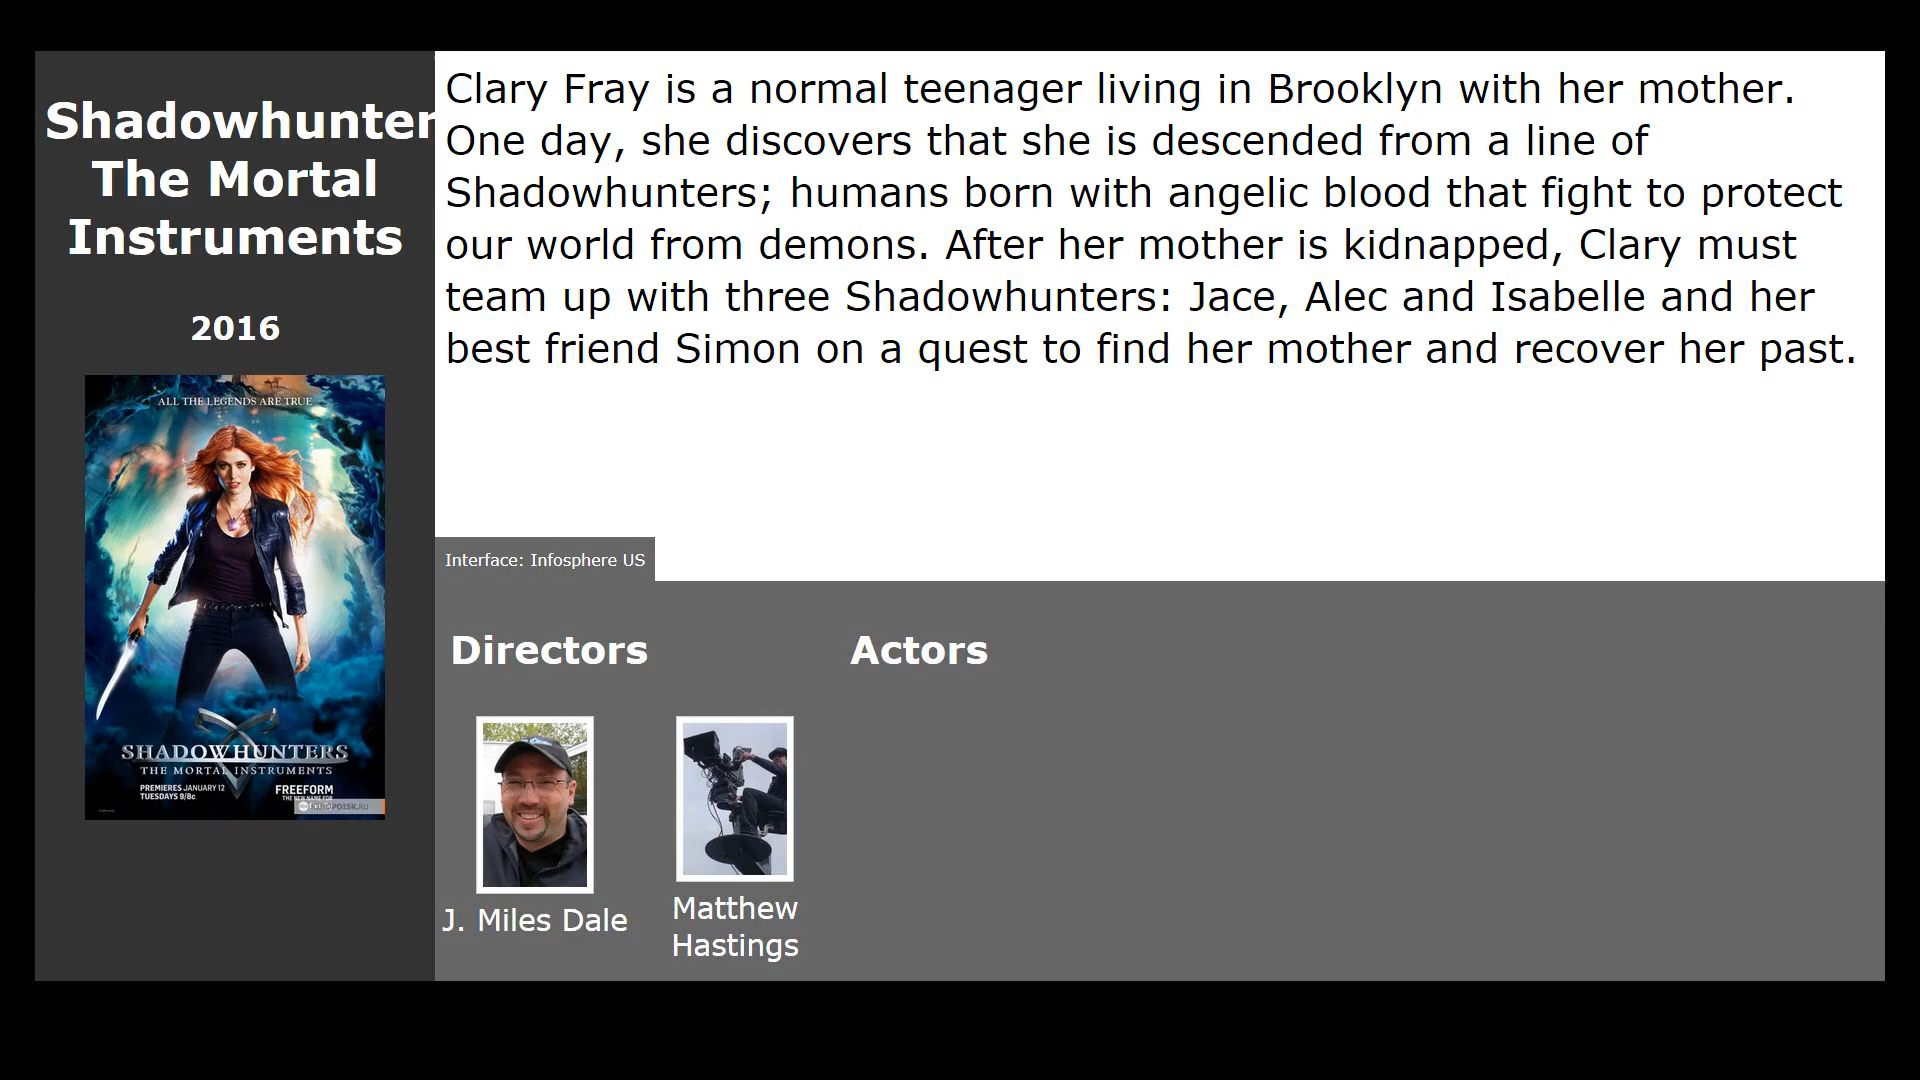 Shadowhunter
The Mortal
Instruments
2016
ALL THE LEGENDS ARE TRUE
SHADOWHUNTERS
THE MORTAL INSTRUMENTS
PREMIERES JANUARY 12
TUESDAYS 9/8c
FREEFORM
THE NEW NAME FOR
Clary Fray is a normal teenager living in Brooklyn with her mother.
One day, she discovers that she is descended from a line of
Shadowhunters; humans born with angelic blood that fight to protect
our world from demons. After her mother is kidnapped, Clary must
team up with three Shadowhunters: Jace, Alec and Isabelle and her
best friend Simon on a quest to find her mother and recover her past.
Interface: Infosphere US
Directors
Actors
J. Miles Dale
Matthew
Hastings